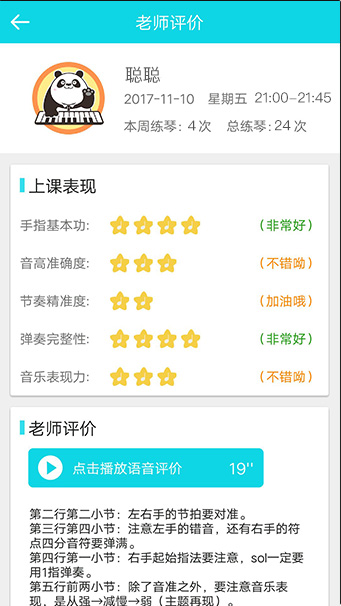 老师评价
聪聪
2017-11-10 星期五 21:00-21:45
本周练琴: 4次 总练琴: 24次
上课表现
手指基本功: (非常好)
音高准确度: (不错呦)
节奏精准度: (加油哦)
弹奏完整性: (非常好)
音乐表现力: (不错呦)
老师评价
点击播放语音评价 19''
第二行第二小节：左右手的节拍要对准。
第三行第四小节：注意左手的错音，还有右手的符
点四分音符要弹满。
第四行第一小节：右手起始指法要注意，sol一定要
用1指弹奏。
第五行前两小节：除了音准之外，要注意音乐表
现，是从强→减慢→弱（主题再现）。